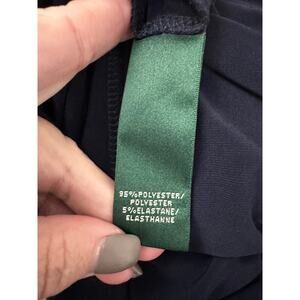 95%POLYESTER/
POLYESTER
5%ELASTANE/
ELASTHANNE